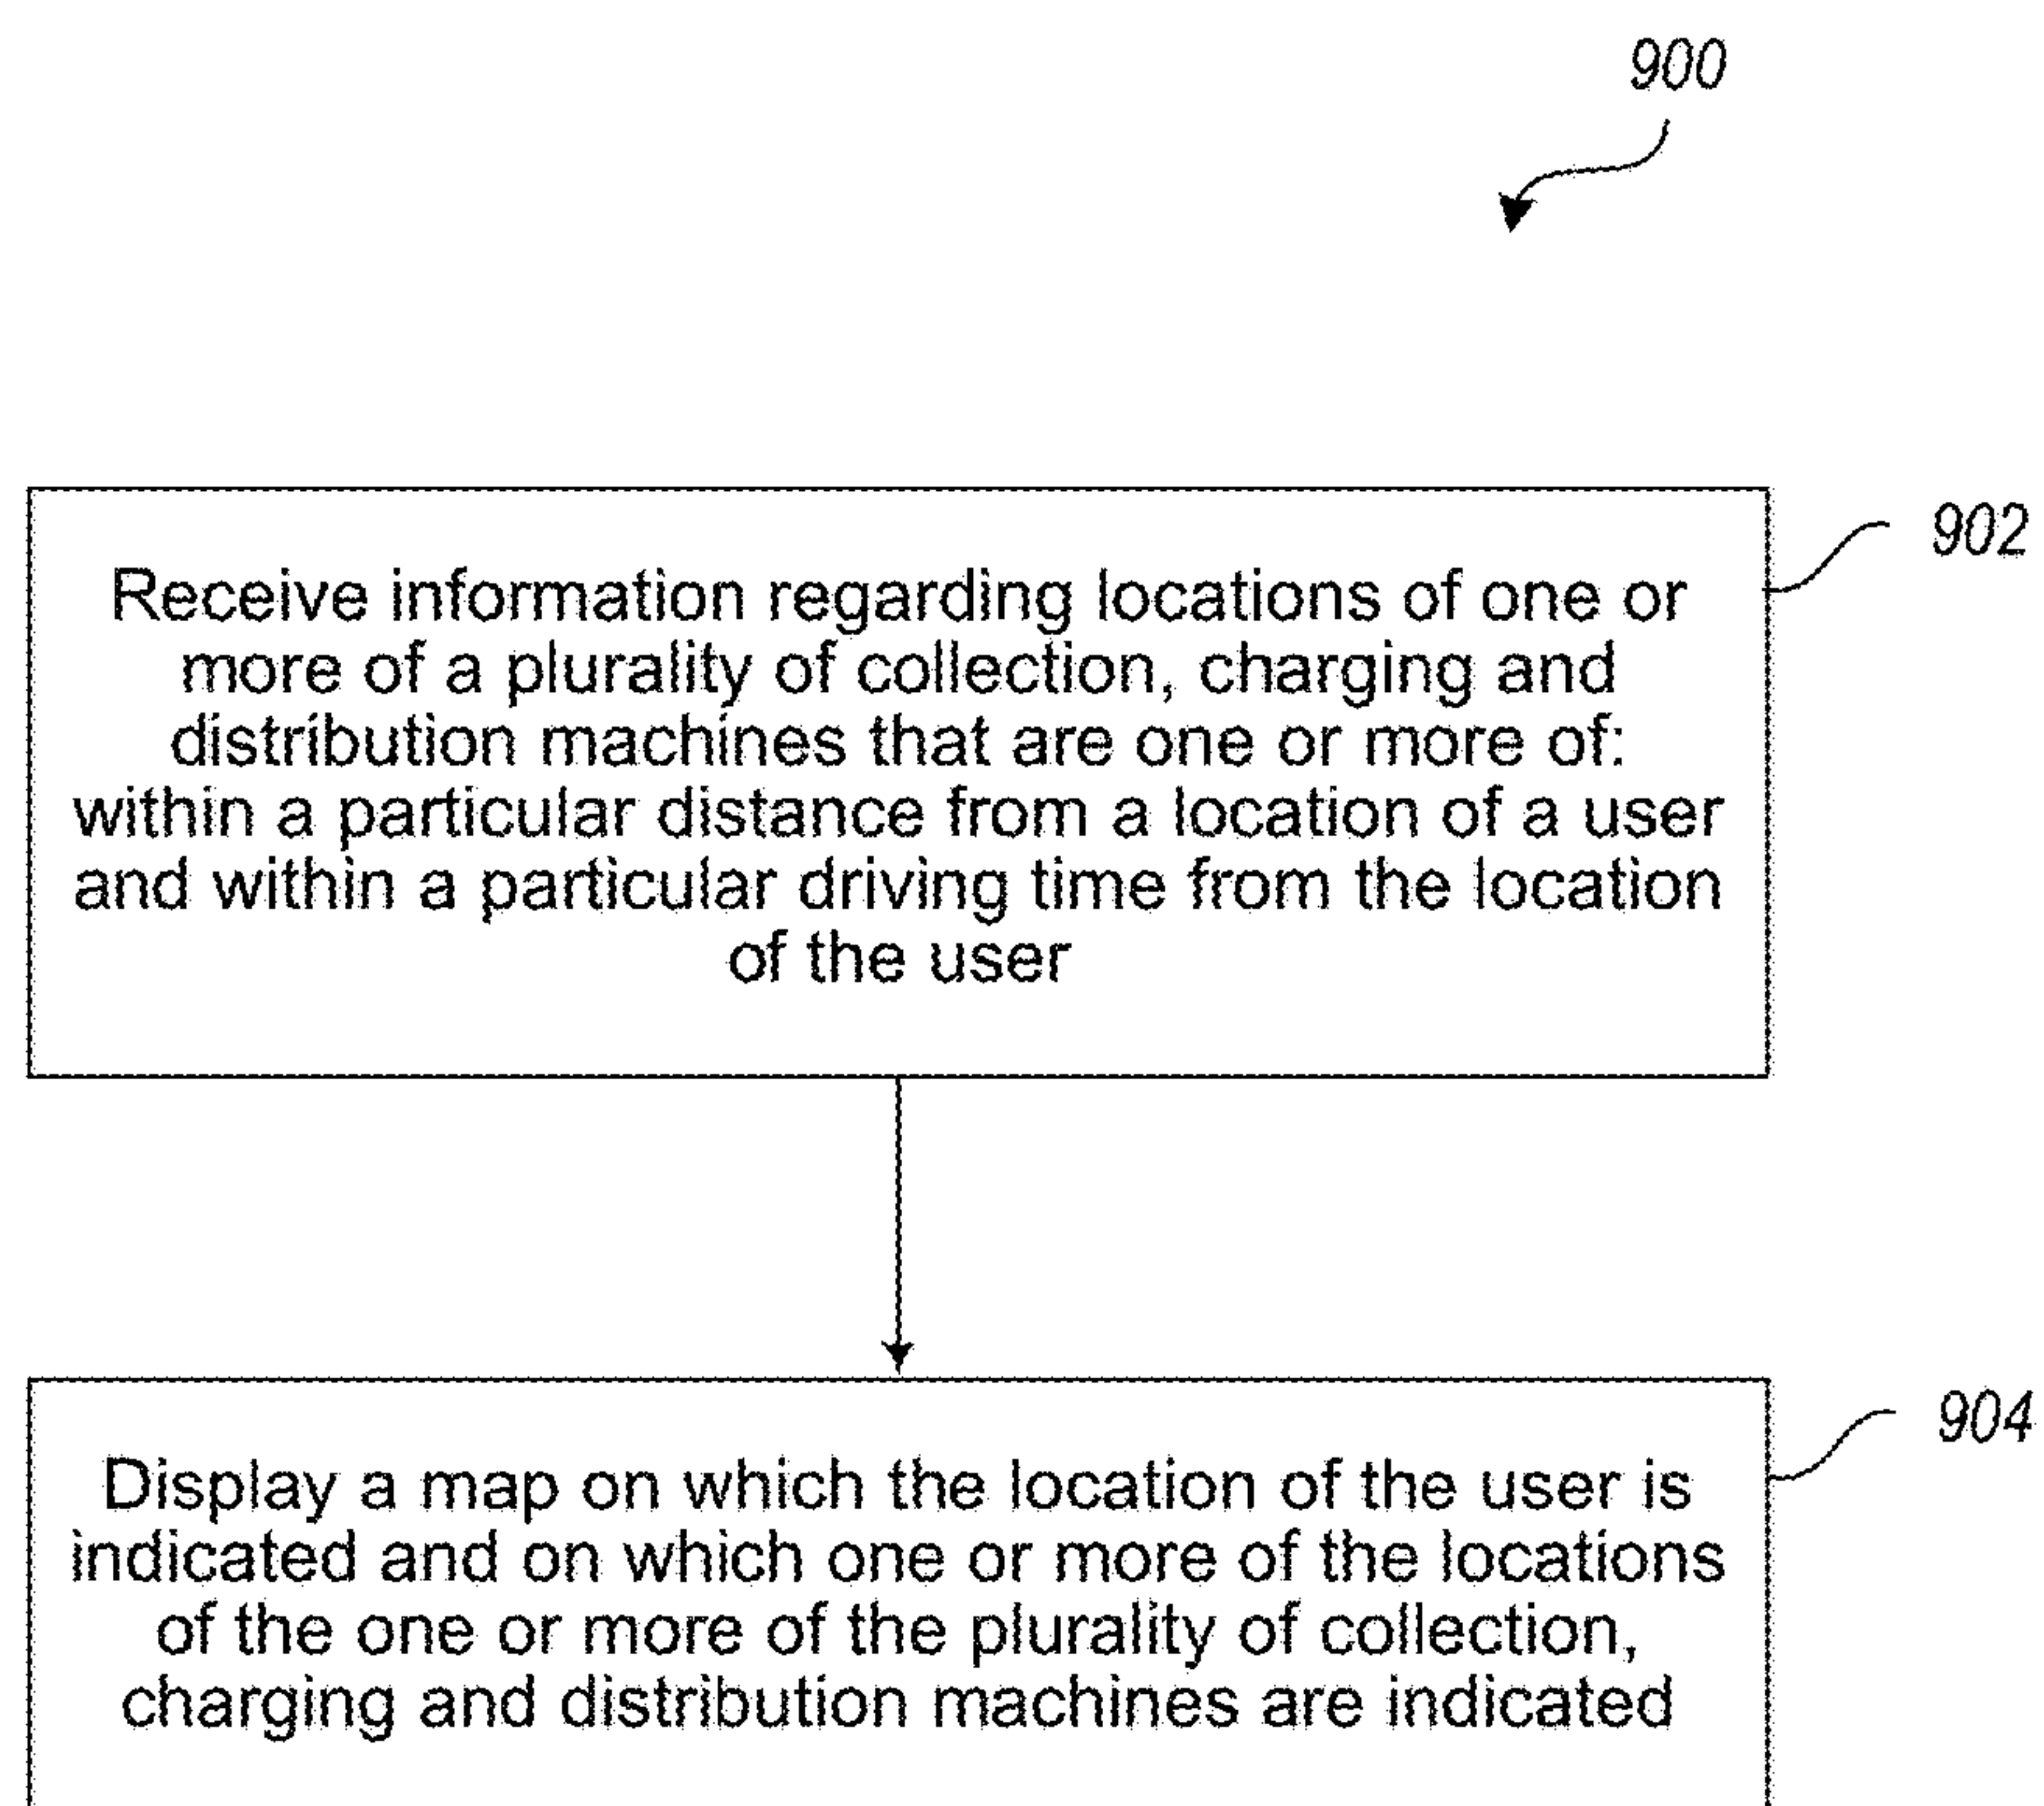 900
902
Receive information regarding locations of one or
more of a plurality of collection, charging and
distribution machines that are one or more of:
within a particular distance from a location of a user
and within a particular driving time from the location
of the user
904
Display a map on which the location of the user is
indicated and on which one or more of the locations
of the one or more of the plurality of collection,
charging and distribution machines are indicated